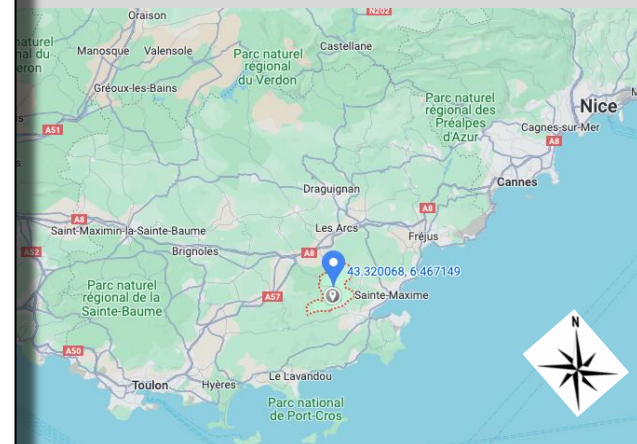 N202
Oraison
Castellane
Manosque
Valensole
naturel
nal du
eron
Parc naturel
régional
du Verdon
Gréoux-les-Bains
Parc naturel
régional des
Préalpes
d'Azur
Nice
Cagnes-sur-Mer
A51
A8
Cannes
Draguignan
A8
A8
Saint-Maximin-la-Sainte-Baume
Les Arcs
Fréjus
A52
Brignoles
A8
43.320068, 6.467149
Parc naturel
régional de la
Sainte-Baume
A57
Sainte-Maxime
N
A50
Toulon
Hyères
Le Lavandou
Parc national
de Port-Cros